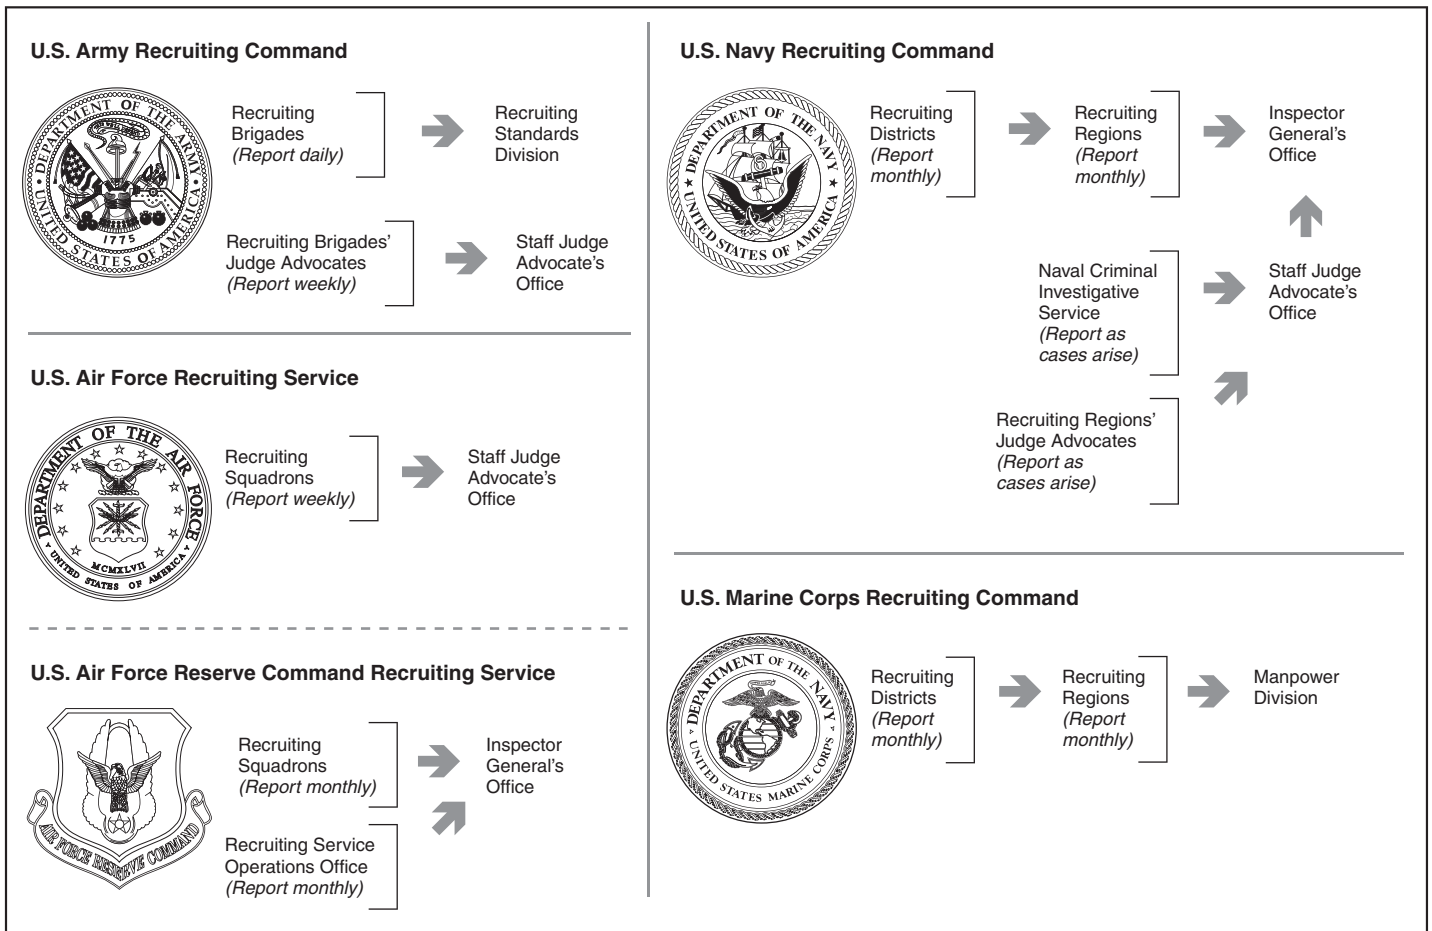 U.S. Army Recruiting Command
DEPARTMENT OF THE ARMY
UNITED STATES OF AMERICA
1775
Recruiting
Brigades
(Report daily)
Recruiting
Standards
Division
Recruiting Brigades'
Judge Advocates
(Report weekly)
Staff Judge
Advocate's
Office
U.S. Air Force Recruiting Service
DEPARTMENT OF THE AIR FORCE
UNITED STATES OF AMERICA
MCMXLVII
Recruiting
Squadrons
(Report weekly)
Staff Judge
Advocate's
Office
U.S. Air Force Reserve Command Recruiting Service
AIR FORCE RESERVE COMMAND
Recruiting
Squadrons
(Report monthly)
Inspector
General's
Office
Recruiting Service
Operations Office
(Report monthly)
U.S. Navy Recruiting Command
DEPARTMENT OF THE NAVY
UNITED STATES OF AMERICA
Recruiting
Districts
(Report
monthly)
Recruiting
Regions
(Report
monthly)
Inspector
General's
Office
Naval Criminal
Investigative
Service
(Report as
cases arise)
Staff Judge
Advocate's
Office
Recruiting Regions'
Judge Advocates
(Report as
cases arise)
U.S. Marine Corps Recruiting Command
DEPARTMENT OF THE NAVY
UNITED STATES MARINE CORPS
Recruiting
Districts
(Report
monthly)
Recruiting
Regions
(Report
monthly)
Manpower
Division